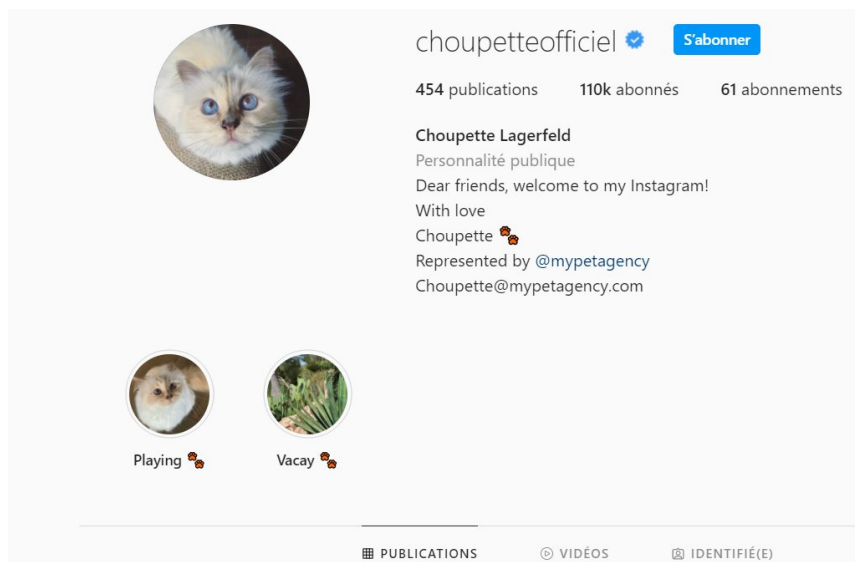 choupetteofficiel S'abonner
454 publications 110k abonnés 61 abonnements
Choupette Lagerfeld
Personnalité publique
Dear friends, welcome to my Instagram!
With love
Choupette 🐾
Represented by @mypetagency
Choupette@mypetagency.com
Playing 🐾 Vacay 🐾
PUBLICATIONS VIDÉOS IDENTIFIÉ(E)